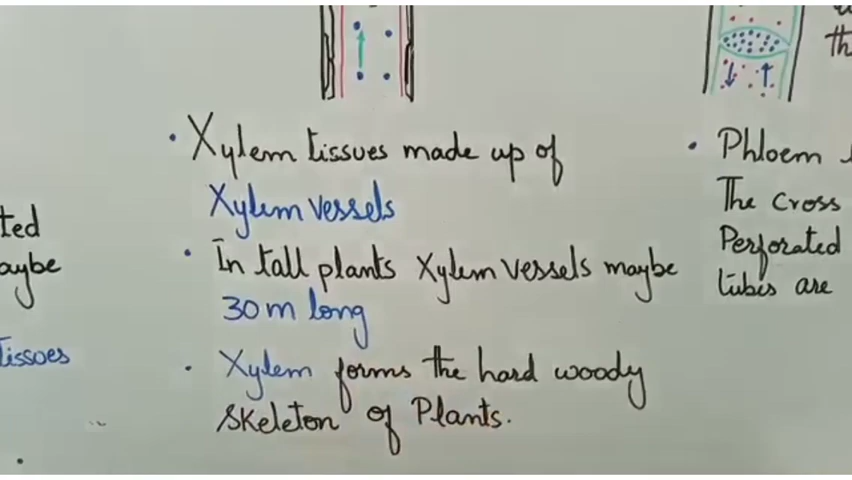 • Xylem tissues made up of
Xylem vessels
• In tall plants Xylem vessels maybe
30 m long
• Xylem forms the hard woody
skeleton of Plants.
ted
aybe
tissoes
th
• Phloem
The cross
Perforated
tubes are